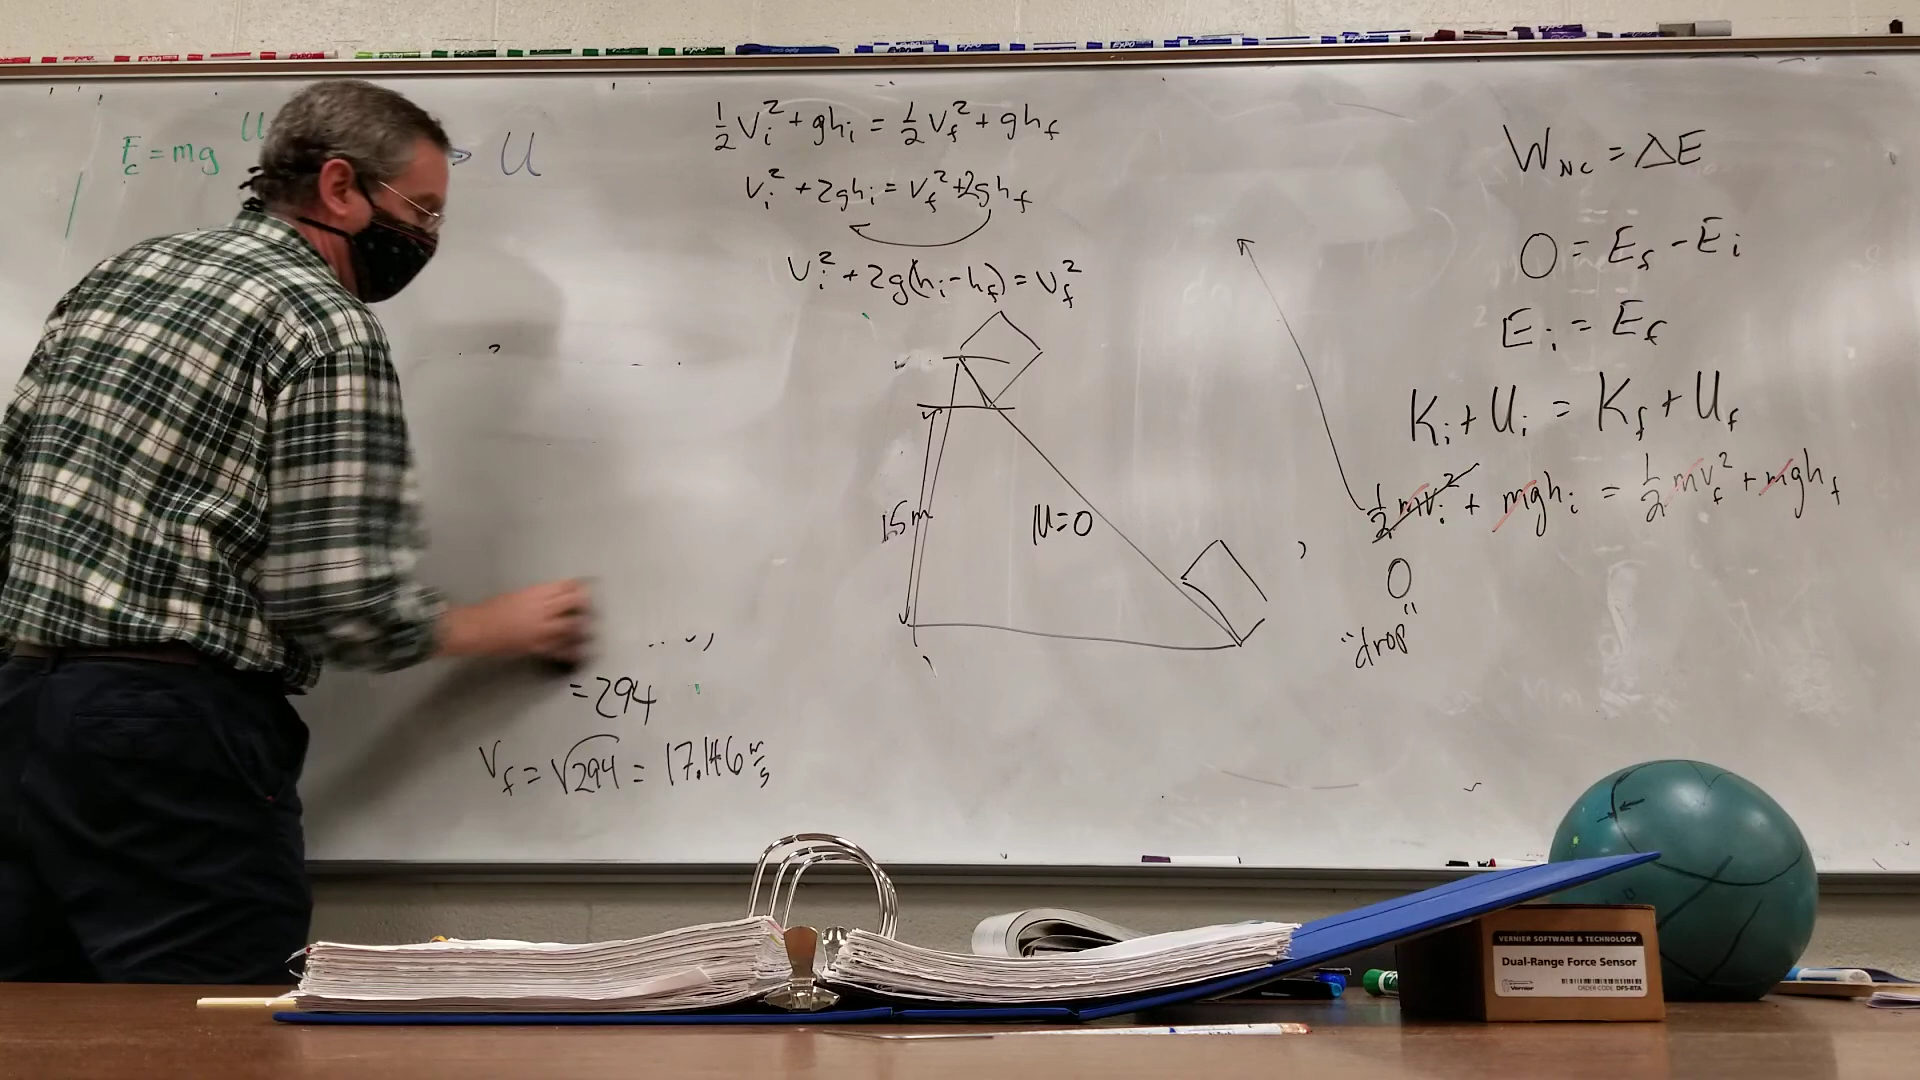 F_c = mg
U
½v_i² + gh_i = ½v_f² + gh_f
v_i² + 2gh_i = v_f² + 2gh_f
v_i² + 2g(h_i - h_f) = v_f²
15m
μ=0
= 294
v_f = √294 = 17.146 m/s
W_NC = ΔE
0 = E_f - E_i
E_i = E_f
K_i + U_i = K_f + U_f
½mv_i² + mgh_i = ½mv_f² + mgh_f
0
"drop"
VERNIER SOFTWARE & TECHNOLOGY
Dual-Range Force Sensor
Vernier
ORDER CODE DFS-BTA